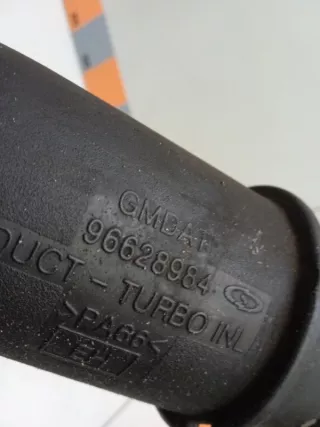 GMDAT
96628984
DUCT - TURBO INL
>PA66<